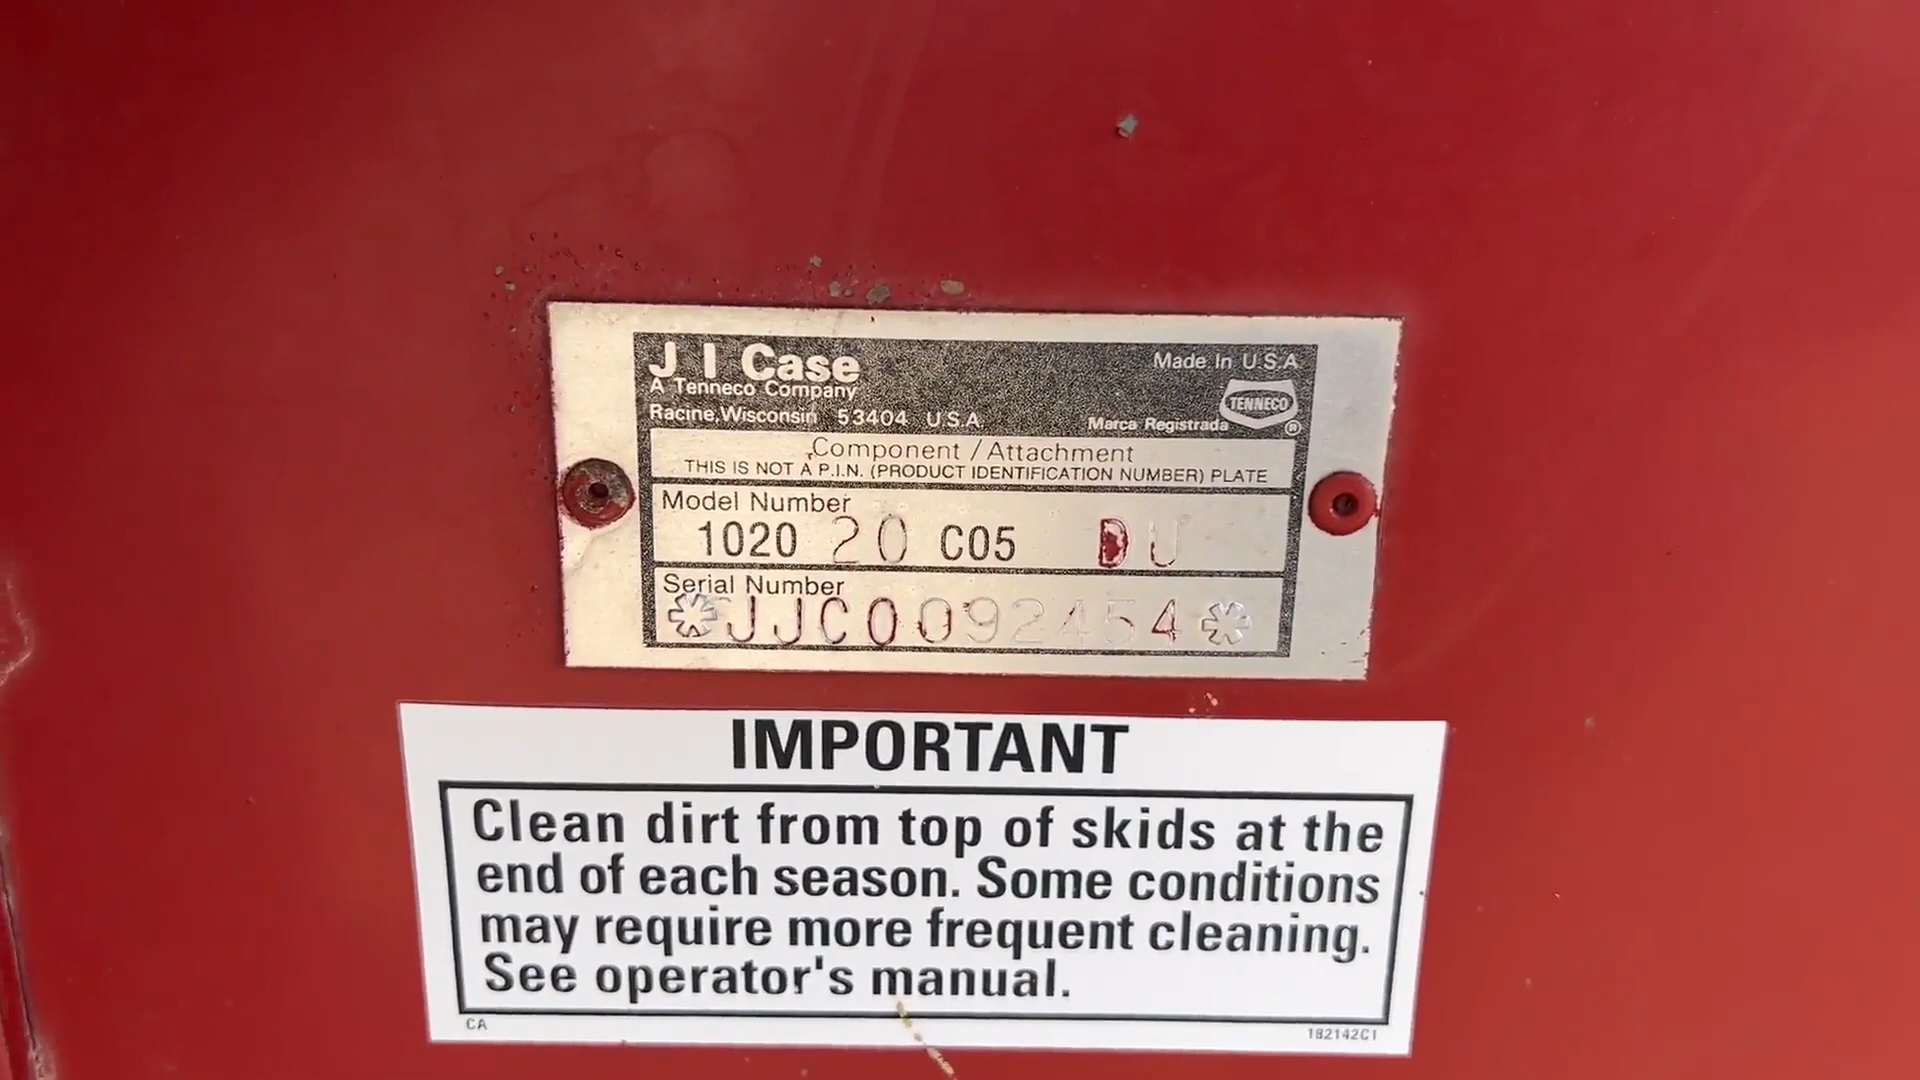 J I Case
A Tenneco Company
Racine, Wisconsin 53404 U.S.A.
Made In U.S.A
TENNECO
Marca Registrada ®
Component / Attachment
THIS IS NOT A P.I.N. (PRODUCT IDENTIFICATION NUMBER) PLATE
Model Number
1020 20 C05 DU
Serial Number
*JJC0092454*
IMPORTANT
Clean dirt from top of skids at the
end of each season. Some conditions
may require more frequent cleaning.
See operator's manual.
CA
182142C1